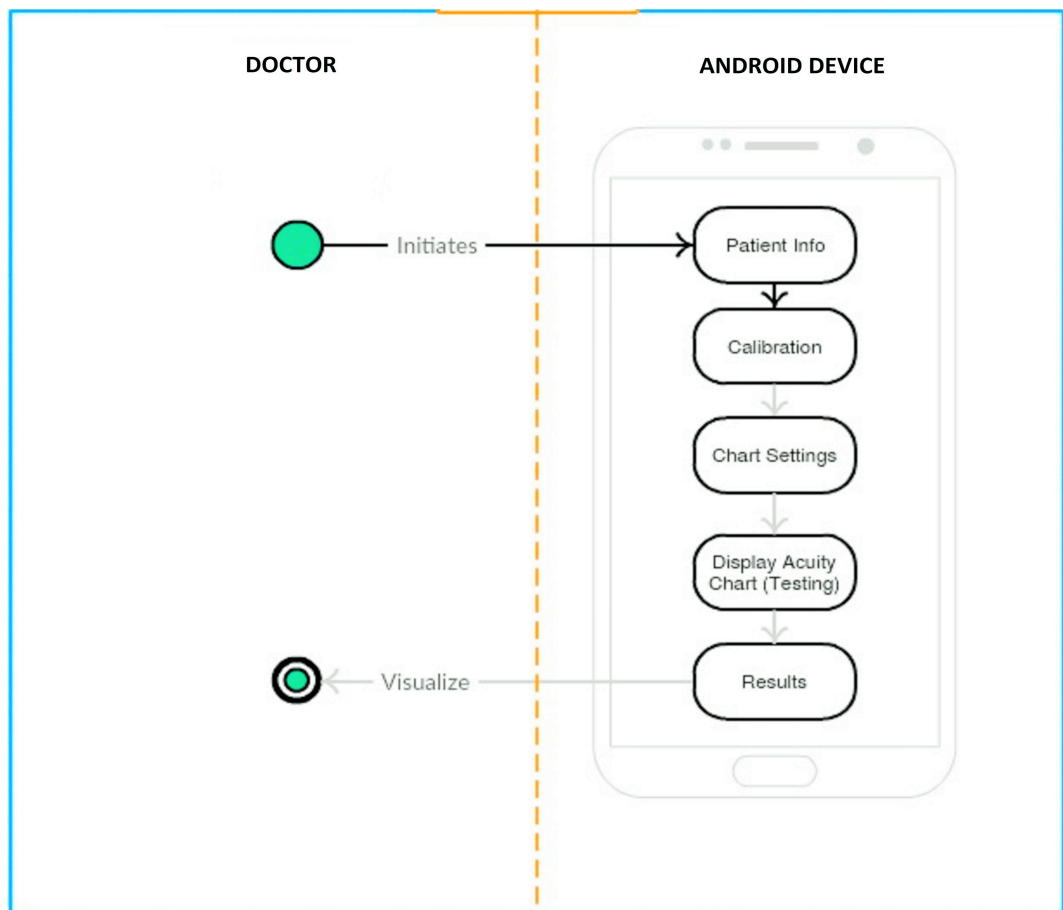 DOCTOR
ANDROID DEVICE
Initiates
Patient Info
Calibration
Chart Settings
Display Acuity
Chart (Testing)
Visualize
Results